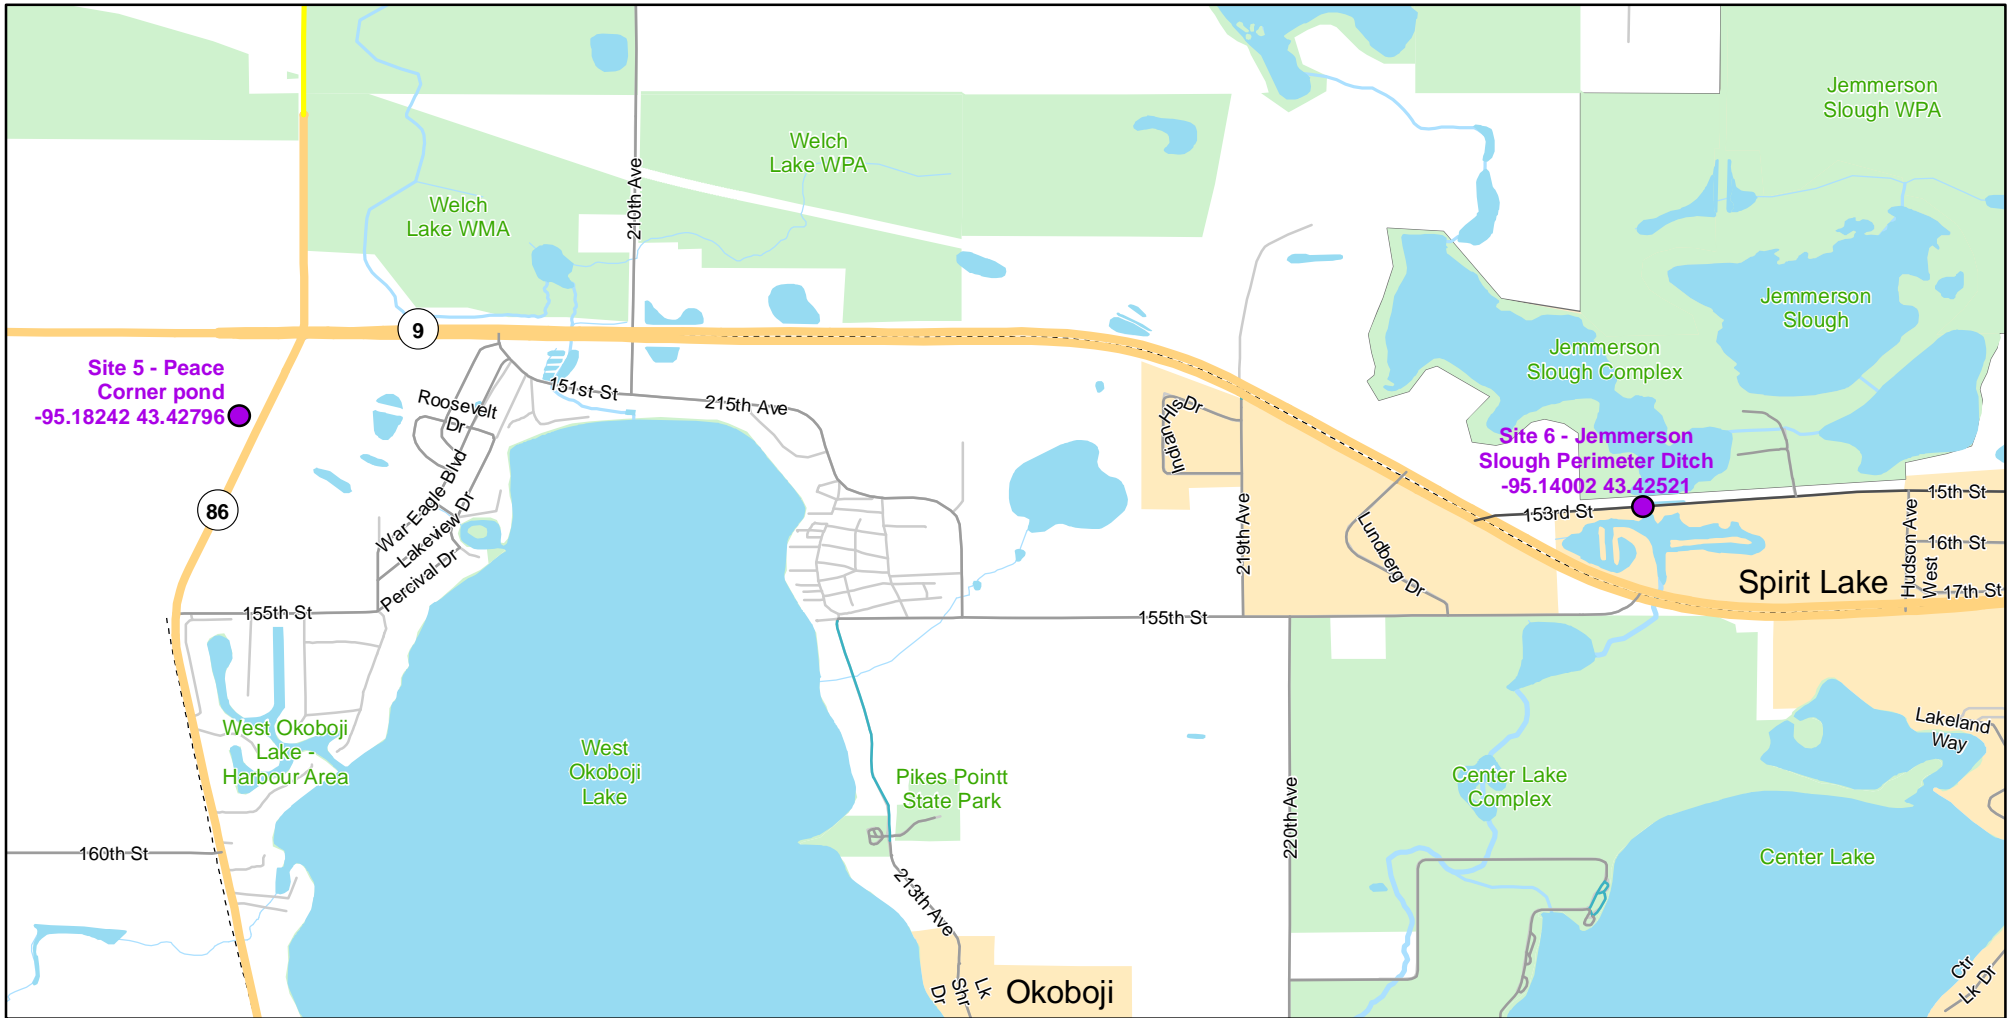 Jemmerson
Slough WPA
Welch
Lake WPA
210th Ave
Welch
Lake WMA
Jemmerson
Slough
9
Jemmerson
Slough Complex
Site 5 - Peace
Corner pond
-95.18242 43.42796
151st St
215th Ave
Roosevelt
Dr
Indian Hls
Dr
Site 6 - Jemmerson
Slough Perimeter Ditch
-95.14002 43.42521
86
War Eagle Blvd
Lakeview Dr
Percival Dr
219th Ave
Lundberg Dr
153rd St
15th St
16th St
17th St
Hudson Ave
West
Spirit Lake
155th St
155th St
West Okoboji
Lake -
Harbour Area
West
Okoboji
Lake
Pikes Pointt
State Park
220th Ave
Center Lake
Complex
Lakeland
Way
Center Lake
160th St
213th Ave
Lk
Shr
Dr
Okoboji
Ctr
Lk Dr